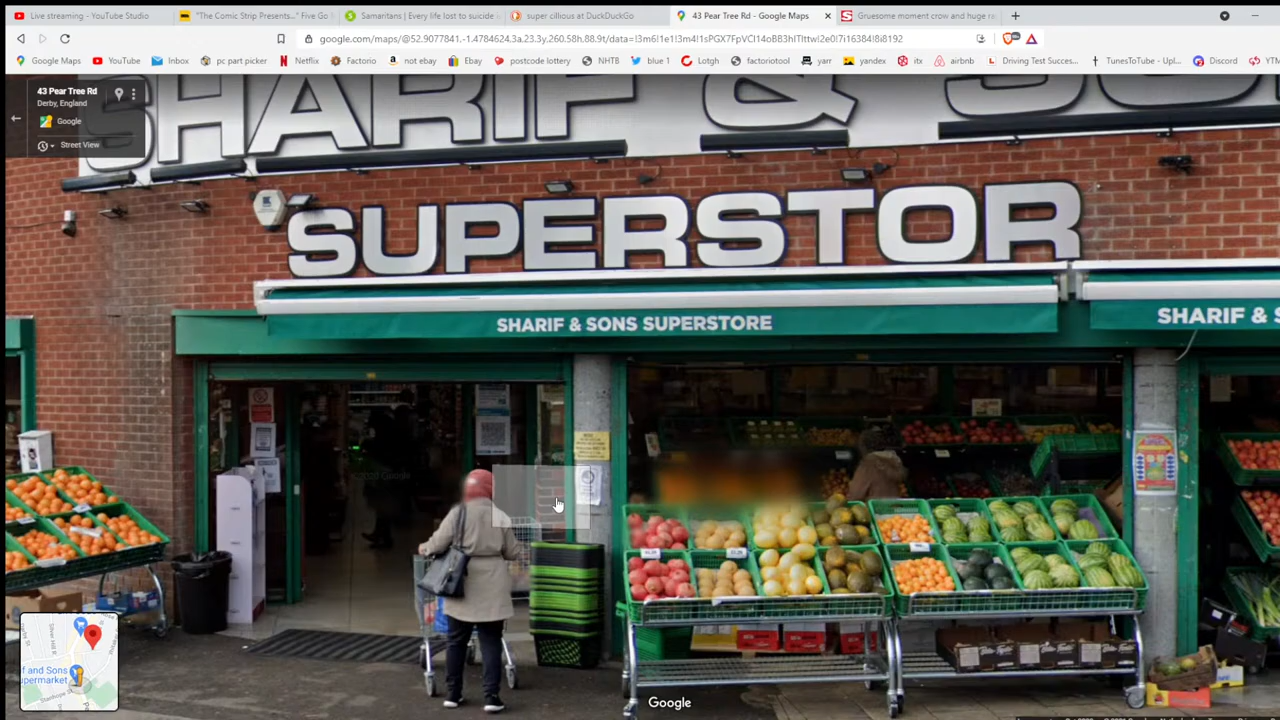 Live streaming - YouTube Studio
"The Comic Strip Presents..." Five Go
Samaritans | Every life lost to suicide
super cillious at DuckDuckGo
43 Pear Tree Rd - Google Maps
Gruesome moment crow and huge ra
google.com/maps/@52.9077841,-1.4784624,3a,23.3y,260.58h,88.9t/data=!3m6!1e1!3m4!1sPGX7FpVCI14oBB3hITtttw!2e0!7i16384!8i8192
Google Maps
YouTube
Inbox
pc part picker
Netflix
Factorio
not ebay
Ebay
postcode lottery
NHTB
blue 1
Lotgh
factoriotool
yarr
yandex
itx
airbnb
Driving Test Succes...
TunesToTube - Upl...
Discord
YTM
43 Pear Tree Rd
Derby, England
Google
Street View
SHARIF & SO
SUPERSTOR
SHARIF & SONS SUPERSTORE
SHARIF & S
©2020 Google
f and Sons
upermarket
Google